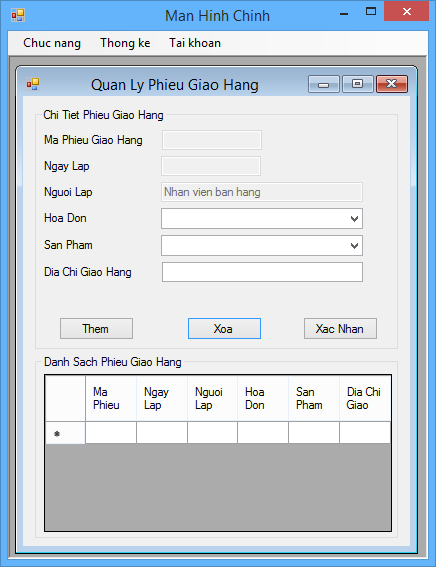 Man Hinh Chinh
Chuc nang Thong ke Tai khoan
Quan Ly Phieu Giao Hang
Chi Tiet Phieu Giao Hang
Ma Phieu Giao Hang
Ngay Lap
Nguoi Lap Nhan vien ban hang
Hoa Don
San Pham
Dia Chi Giao Hang
Them Xoa Xac Nhan
Danh Sach Phieu Giao Hang
Ma Ngay Nguoi Hoa San Dia Chi
Phieu Lap Lap Don Pham Giao